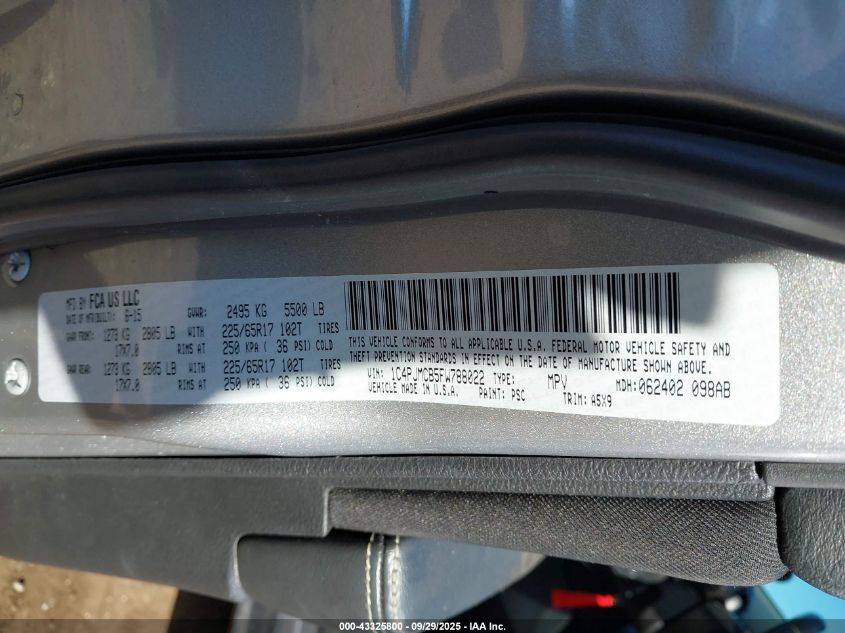 MFD BY FCA US LLC
DATE OF MFR(BUILT): 6-15 GVWR: 2495 KG 5500 LB
GAWR FRONT: 1273 KG 2805 LB WITH 225/65R17 102T TIRES
17X7.0 RIMS AT 250 KPA ( 36 PSI) COLD
GAWR REAR: 1273 KG 2805 LB WITH 225/65R17 102T TIRES
17X7.0 RIMS AT 250 KPA ( 36 PSI) COLD
THIS VEHICLE CONFORMS TO ALL APPLICABLE U.S.A. FEDERAL MOTOR VEHICLE SAFETY AND
THEFT PREVENTION STANDARDS IN EFFECT ON THE DATE OF MANUFACTURE SHOWN ABOVE.
VIN: 1C4PJMCB5FW788022 TYPE: MPV MDH: 062402 098AB
VEHICLE MADE IN U.S.A. PAINT: PSC TRIM: A5X9
000-43325800 - 09/29/2025 - IAA Inc.